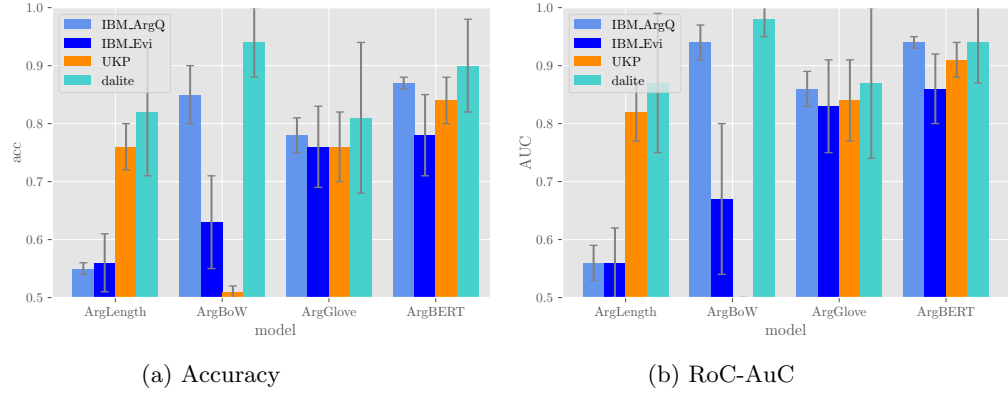 1.0
0.9
0.8
0.7
0.6
0.5
acc
IBM_ArgQ
IBM_Evi
UKP
dalite
ArgLength ArgBoW ArgGlove ArgBERT
model
(a) Accuracy
1.0
0.9
0.8
0.7
0.6
0.5
AUC
IBM_ArgQ
IBM_Evi
UKP
dalite
ArgLength ArgBoW ArgGlove ArgBERT
model
(b) RoC-AuC